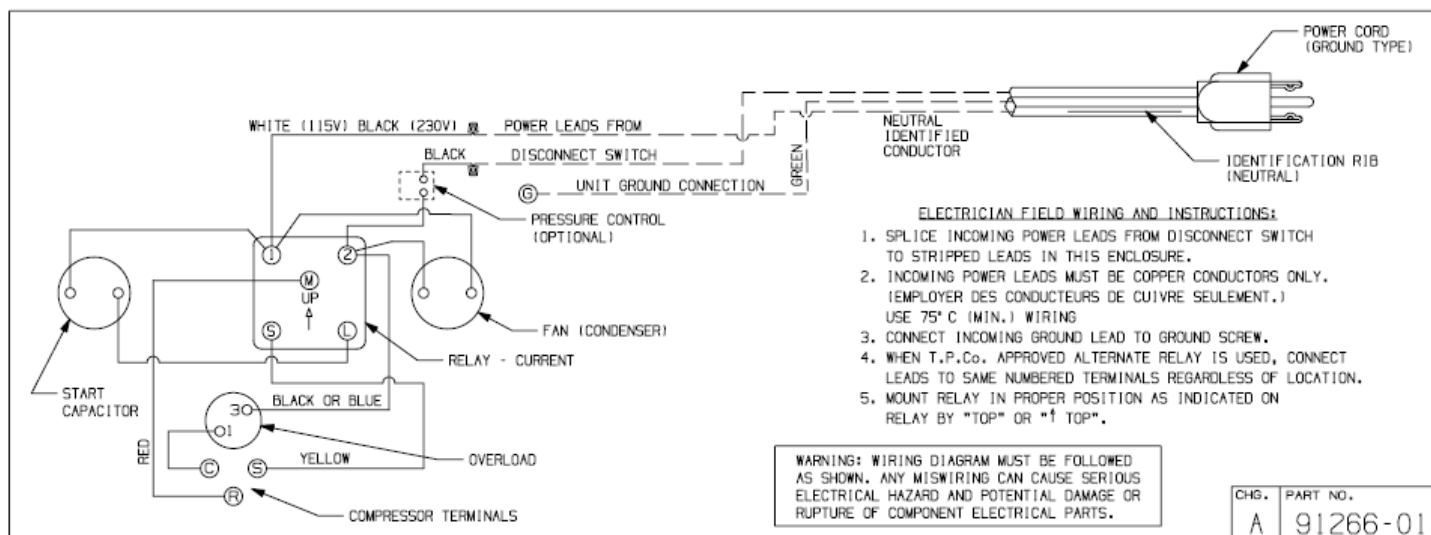 POWER CORD
(GROUND TYPE)
WHITE (115V) BLACK (230V)
POWER LEADS FROM
NEUTRAL
IDENTIFIED
CONDUCTOR
BLACK
DISCONNECT SWITCH
GREEN
IDENTIFICATION RIB
(NEUTRAL)
G
UNIT GROUND CONNECTION
PRESSURE CONTROL
(OPTIONAL)
1
2
M
UP
S
L
FAN (CONDENSER)
RELAY - CURRENT
START
CAPACITOR
BLACK OR BLUE
3
1
OVERLOAD
RED
YELLOW
C
S
R
COMPRESSOR TERMINALS
ELECTRICIAN FIELD WIRING AND INSTRUCTIONS:
1. SPLICE INCOMING POWER LEADS FROM DISCONNECT SWITCH
TO STRIPPED LEADS IN THIS ENCLOSURE.
2. INCOMING POWER LEADS MUST BE COPPER CONDUCTORS ONLY.
(EMPLOYER DES CONDUCTEURS DE CUIVRE SEULEMENT.)
USE 75° C (MIN.) WIRING
3. CONNECT INCOMING GROUND LEAD TO GROUND SCREW.
4. WHEN T.P.Co. APPROVED ALTERNATE RELAY IS USED, CONNECT
LEADS TO SAME NUMBERED TERMINALS REGARDLESS OF LOCATION.
5. MOUNT RELAY IN PROPER POSITION AS INDICATED ON
RELAY BY "TOP" OR "↑ TOP".
WARNING: WIRING DIAGRAM MUST BE FOLLOWED
AS SHOWN. ANY MISWIRING CAN CAUSE SERIOUS
ELECTRICAL HAZARD AND POTENTIAL DAMAGE OR
RUPTURE OF COMPONENT ELECTRICAL PARTS.
CHG.
A
PART NO.
91266-01